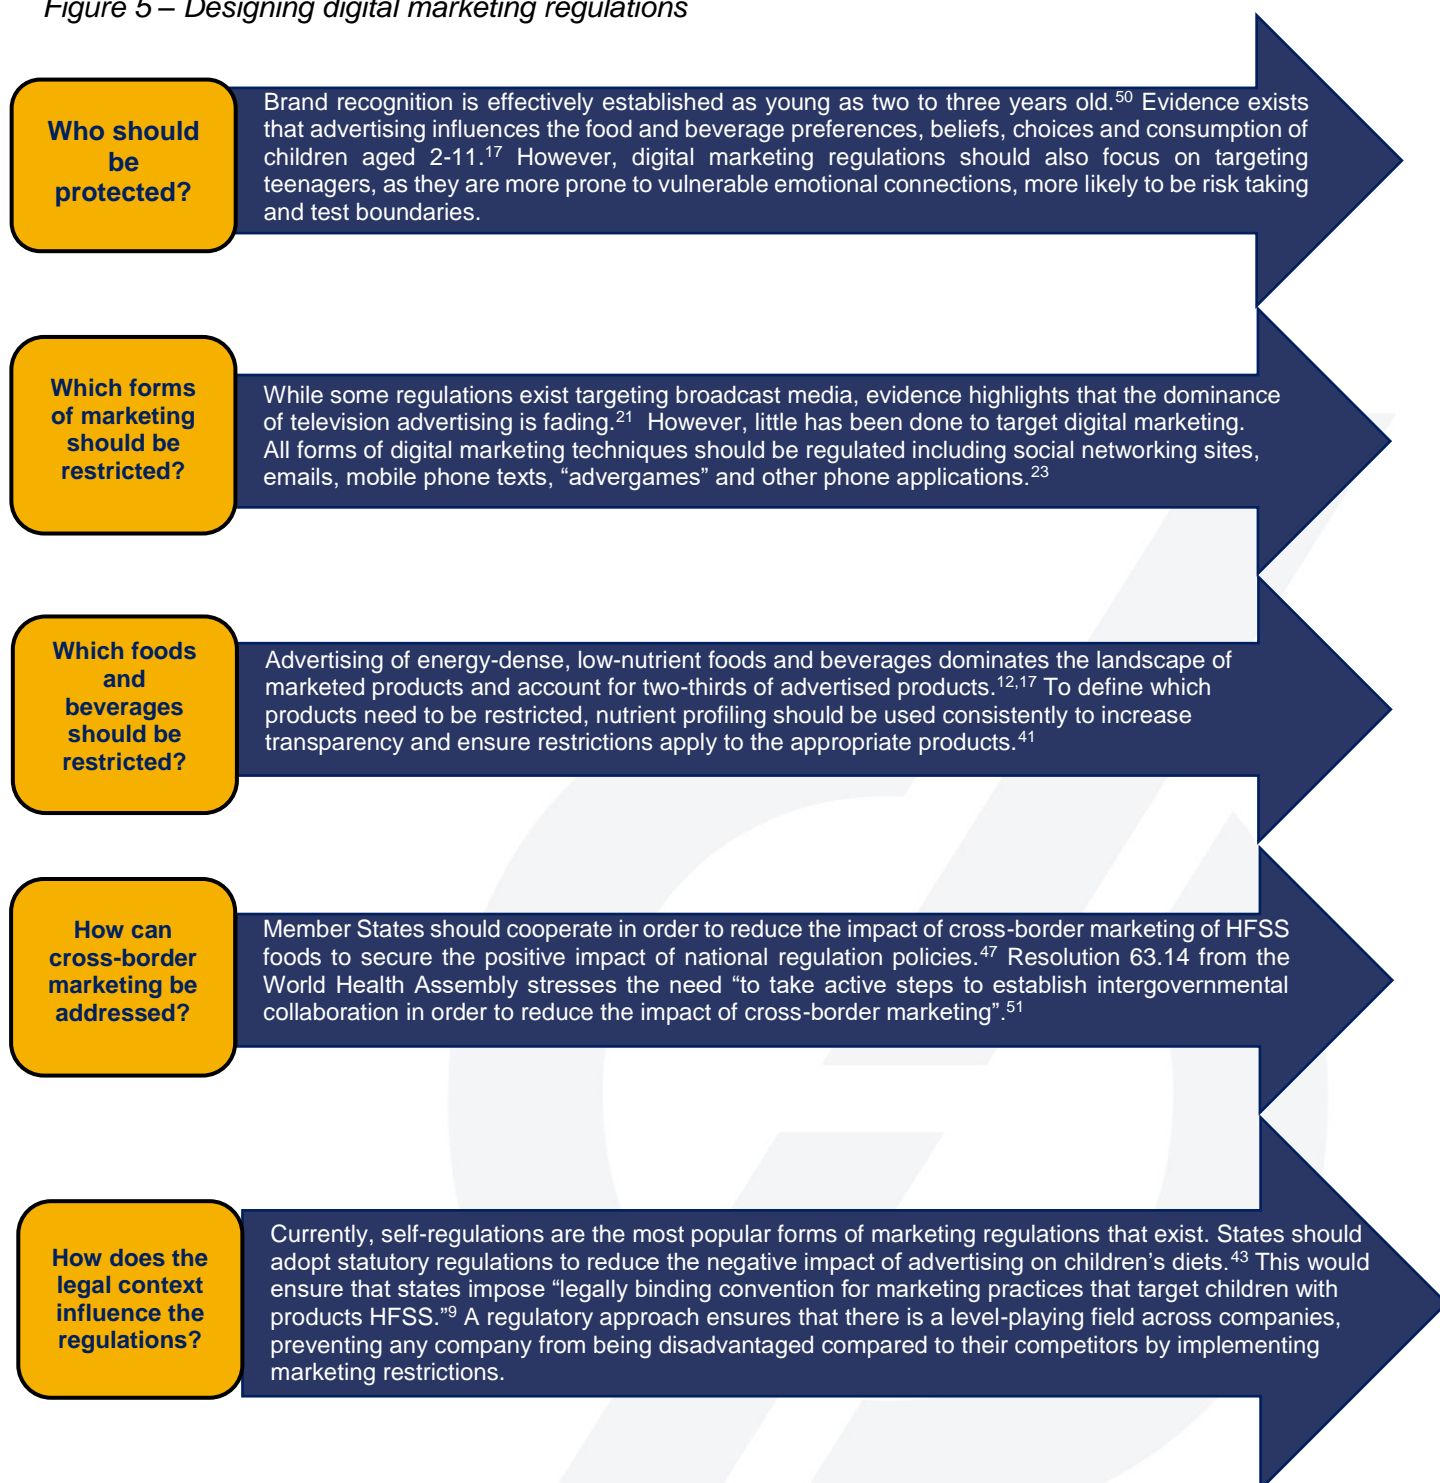 Figure 5 – Designing digital marketing regulations
Who should
be
protected?
Brand recognition is effectively established as young as two to three years old.50 Evidence exists
that advertising influences the food and beverage preferences, beliefs, choices and consumption of
children aged 2-11.17 However, digital marketing regulations should also focus on targeting
teenagers, as they are more prone to vulnerable emotional connections, more likely to be risk taking
and test boundaries.
Which forms
of marketing
should be
restricted?
While some regulations exist targeting broadcast media, evidence highlights that the dominance
of television advertising is fading.21 However, little has been done to target digital marketing.
All forms of digital marketing techniques should be regulated including social networking sites,
emails, mobile phone texts, “advergames” and other phone applications.23
Which foods
and
beverages
should be
restricted?
Advertising of energy-dense, low-nutrient foods and beverages dominates the landscape of
marketed products and account for two-thirds of advertised products.12,17 To define which
products need to be restricted, nutrient profiling should be used consistently to increase
transparency and ensure restrictions apply to the appropriate products.41
How can
cross-border
marketing be
addressed?
Member States should cooperate in order to reduce the impact of cross-border marketing of HFSS
foods to secure the positive impact of national regulation policies.47 Resolution 63.14 from the
World Health Assembly stresses the need “to take active steps to establish intergovernmental
collaboration in order to reduce the impact of cross-border marketing”.51
How does the
legal context
influence the
regulations?
Currently, self-regulations are the most popular forms of marketing regulations that exist. States should
adopt statutory regulations to reduce the negative impact of advertising on children’s diets.43 This would
ensure that states impose “legally binding convention for marketing practices that target children with
products HFSS.”9 A regulatory approach ensures that there is a level-playing field across companies,
preventing any company from being disadvantaged compared to their competitors by implementing
marketing restrictions.